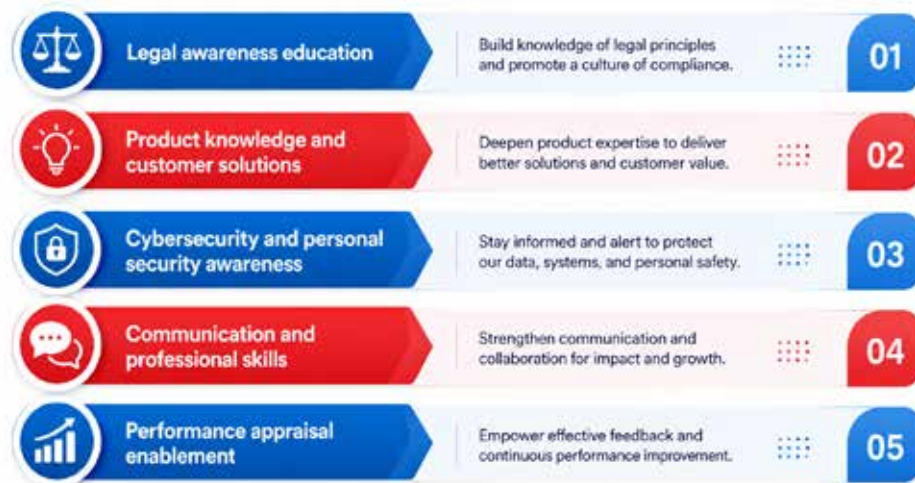 Legal awareness education
Build knowledge of legal principles
and promote a culture of compliance.
01
Product knowledge and
customer solutions
Deepen product expertise to deliver
better solutions and customer value.
02
Cybersecurity and personal
security awareness
Stay informed and alert to protect
our data, systems, and personal safety.
03
Communication and
professional skills
Strengthen communication and
collaboration for impact and growth.
04
Performance appraisal
enablement
Empower effective feedback and
continuous performance improvement.
05